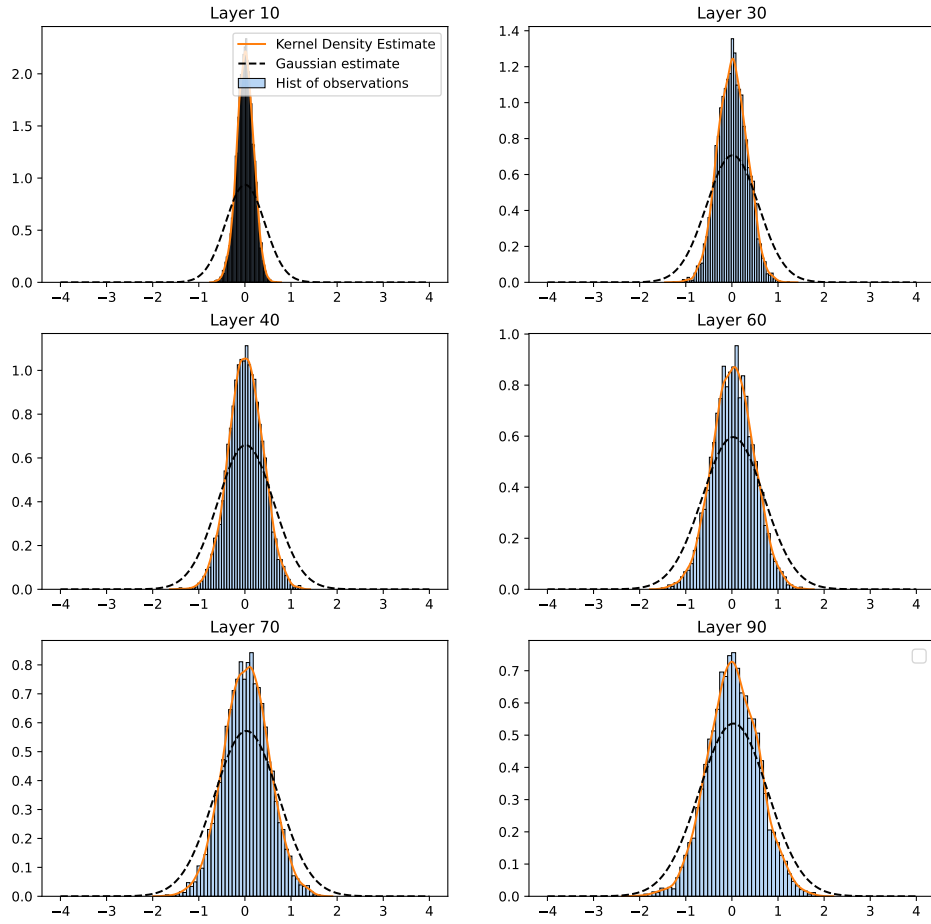 Layer 10
2.0
1.5
1.0
0.5
0.0
−4 −3 −2 −1 0 1 2 3 4
Kernel Density Estimate
Gaussian estimate
Hist of observations
Layer 30
1.4
1.2
1.0
0.8
0.6
0.4
0.2
0.0
−4 −3 −2 −1 0 1 2 3 4
Layer 40
1.0
0.8
0.6
0.4
0.2
0.0
−4 −3 −2 −1 0 1 2 3 4
Layer 60
1.0
0.8
0.6
0.4
0.2
0.0
−4 −3 −2 −1 0 1 2 3 4
Layer 70
0.8
0.7
0.6
0.5
0.4
0.3
0.2
0.1
0.0
−4 −3 −2 −1 0 1 2 3 4
Layer 90
0.7
0.6
0.5
0.4
0.3
0.2
0.1
0.0
−4 −3 −2 −1 0 1 2 3 4